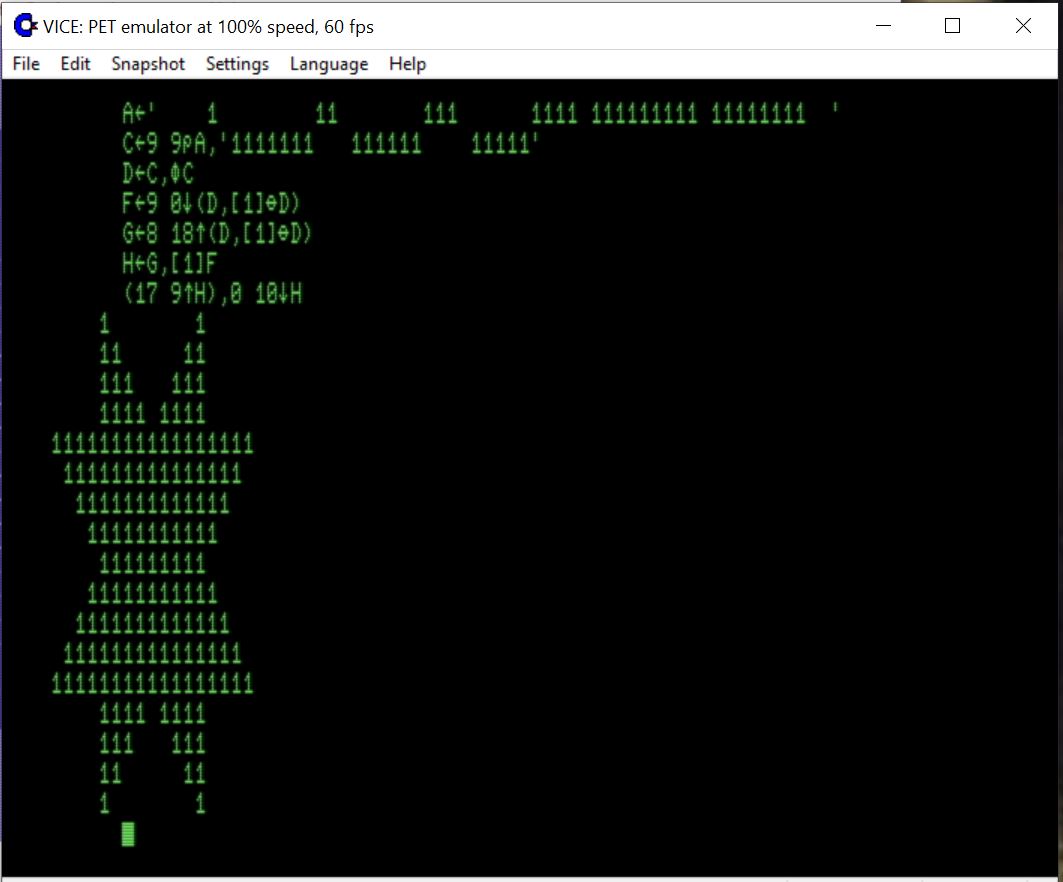 VICE: PET emulator at 100% speed, 60 fps
File Edit Snapshot Settings Language Help
      A←'    1        11       111      1111 111111111 11111111  '
      C←9 9⍴A,'1111111   111111    11111'
      D←C,⌽C
      F←9 0↓(D,[1]⊖D)
      G←8 18↑(D,[1]⊖D)
      H←G,[1]F
      (17 9↑H),0 10↓H
    1       1
    11     11
    111   111
    1111 1111
11111111111111111
 111111111111111
  1111111111111
   11111111111
    111111111
   11111111111
  1111111111111
 111111111111111
11111111111111111
    1111 1111
    111   111
    11     11
    1       1